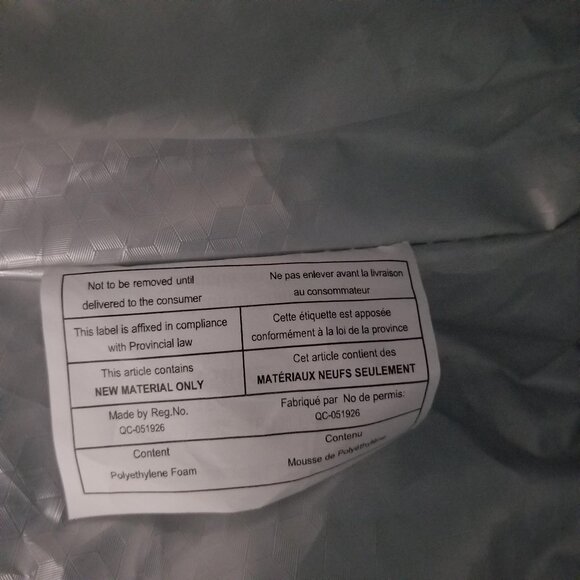 Not to be removed until
delivered to the consumer
Ne pas enlever avant la livraison
au consommateur
This label is affixed in compliance
with Provincial law
Cette étiquette est apposée
conformément à la loi de la province
This article contains
NEW MATERIAL ONLY
Cet article contient des
MATÉRIAUX NEUFS SEULEMENT
Made by Reg.No.
QC-051926
Fabriqué par No de permis:
QC-051926
Content
Polyethylene Foam
Contenu
Mousse de Polyéthylène